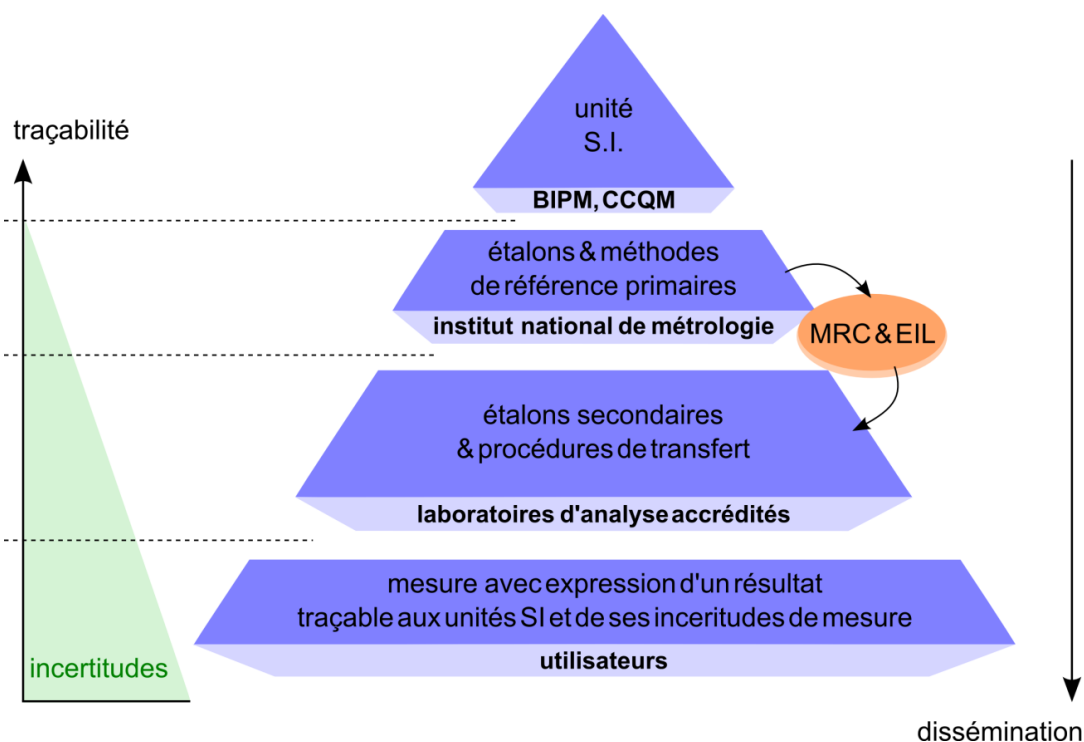 unité
S.I.
traçabilité
BIPM, CCQM
étalons & méthodes
de référence primaires
institut national de métrologie
MRC & EIL
étalons secondaires
& procédures de transfert
laboratoires d'analyse accrédités
mesure avec expression d'un résultat
traçable aux unités SI et de ses inceritudes de mesure
incertitudes
utilisateurs
dissémination